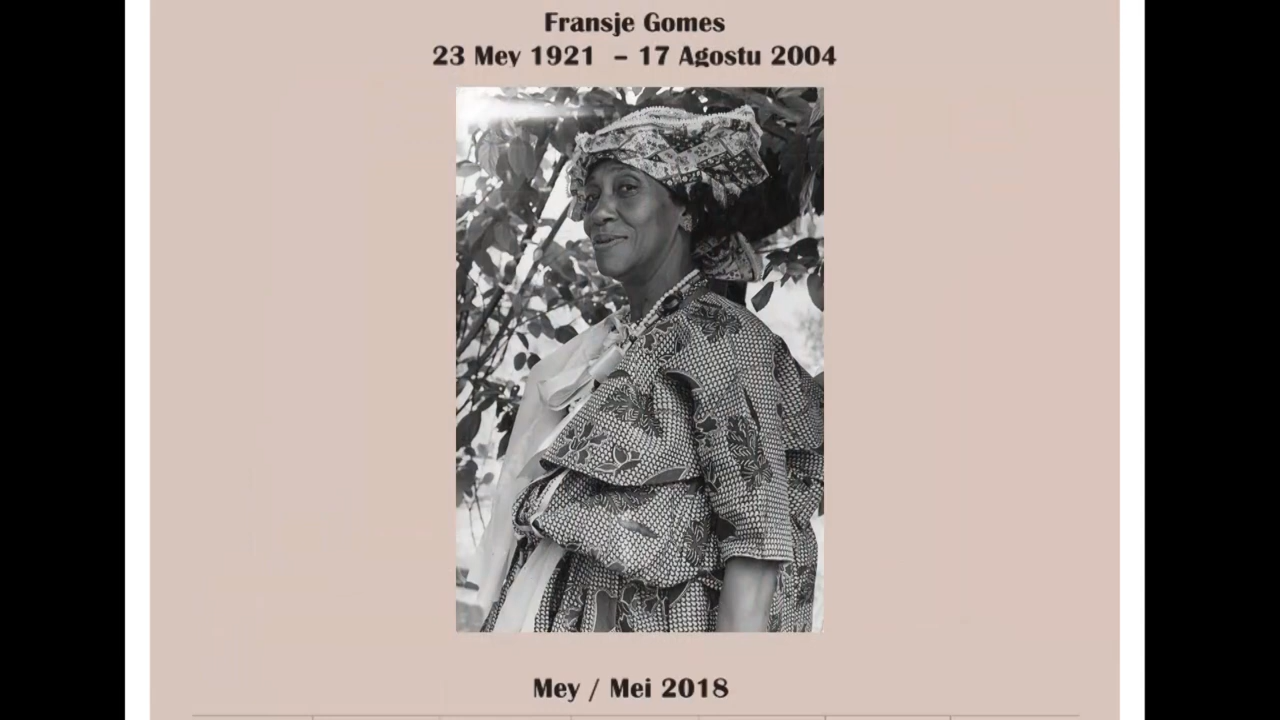 Fransje Gomes
23 Mey 1921 – 17 Agostu 2004
Mey / Mei 2018